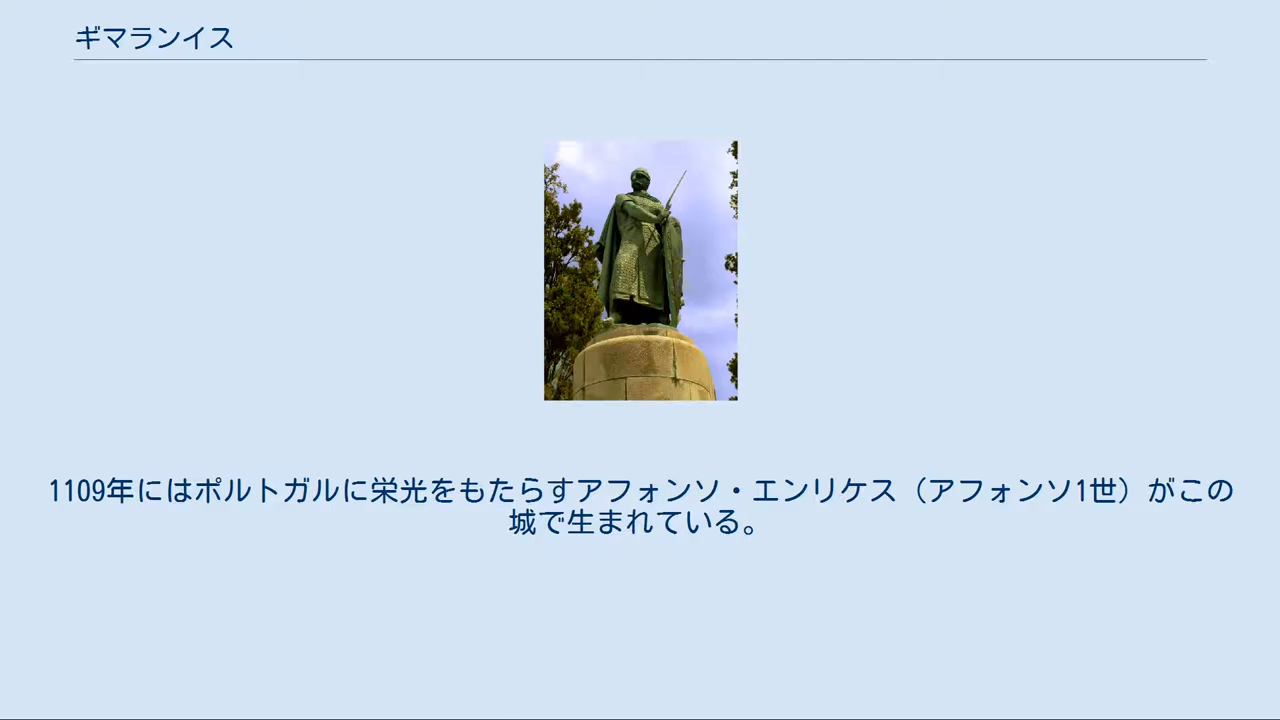 ギマランイス
1109年にはポルトガルに栄光をもたらすアフォンソ・エンリケス（アフォンソ1世）がこの
城で生まれている。